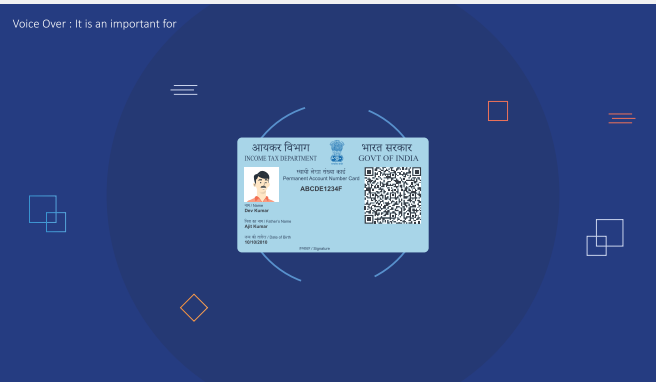 Voice Over : It is an important for
आयकर विभाग
INCOME TAX DEPARTMENT
भारत सरकार
GOVT OF INDIA
स्थायी लेखा संख्या कार्ड
Permanent Account Number Card
ABCDE1234F
नाम / Name
Dev Kumar
पिता का नाम / Father's Name
Ajit Kumar
जन्म की तारीख / Date of Birth
10/10/2010
हस्ताक्षर / Signature